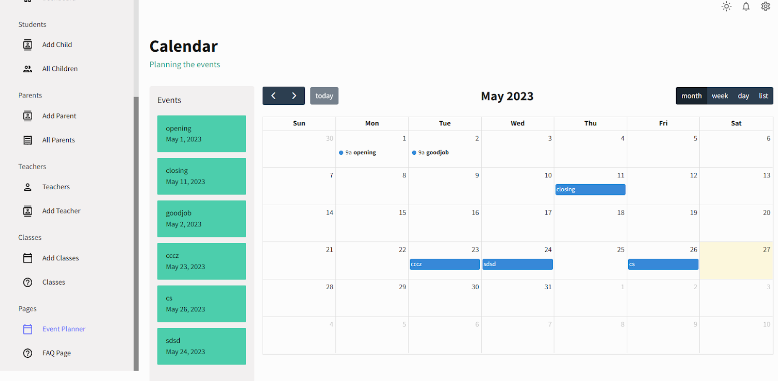 Students
Add Child
All Children
Parents
Add Parent
All Parents
Teachers
Teachers
Add Teacher
Classes
Add Classes
Classes
Pages
Event Planner
FAQ Page
Calendar
Planning the events
Events
opening
May 1, 2023
closing
May 11, 2023
goodjob
May 2, 2023
cccz
May 23, 2023
cs
May 26, 2023
sdsd
May 24, 2023
today
May 2023
month week day list
Sun Mon Tue Wed Thu Fri Sat
30 1 2 3 4 5 6
9a opening 9a goodjob
7 8 9 10 11 12 13
closing
14 15 16 17 18 19 20
21 22 23 24 25 26 27
cccz sdsd cs
28 29 30 31 1 2 3
4 5 6 7 8 9 10